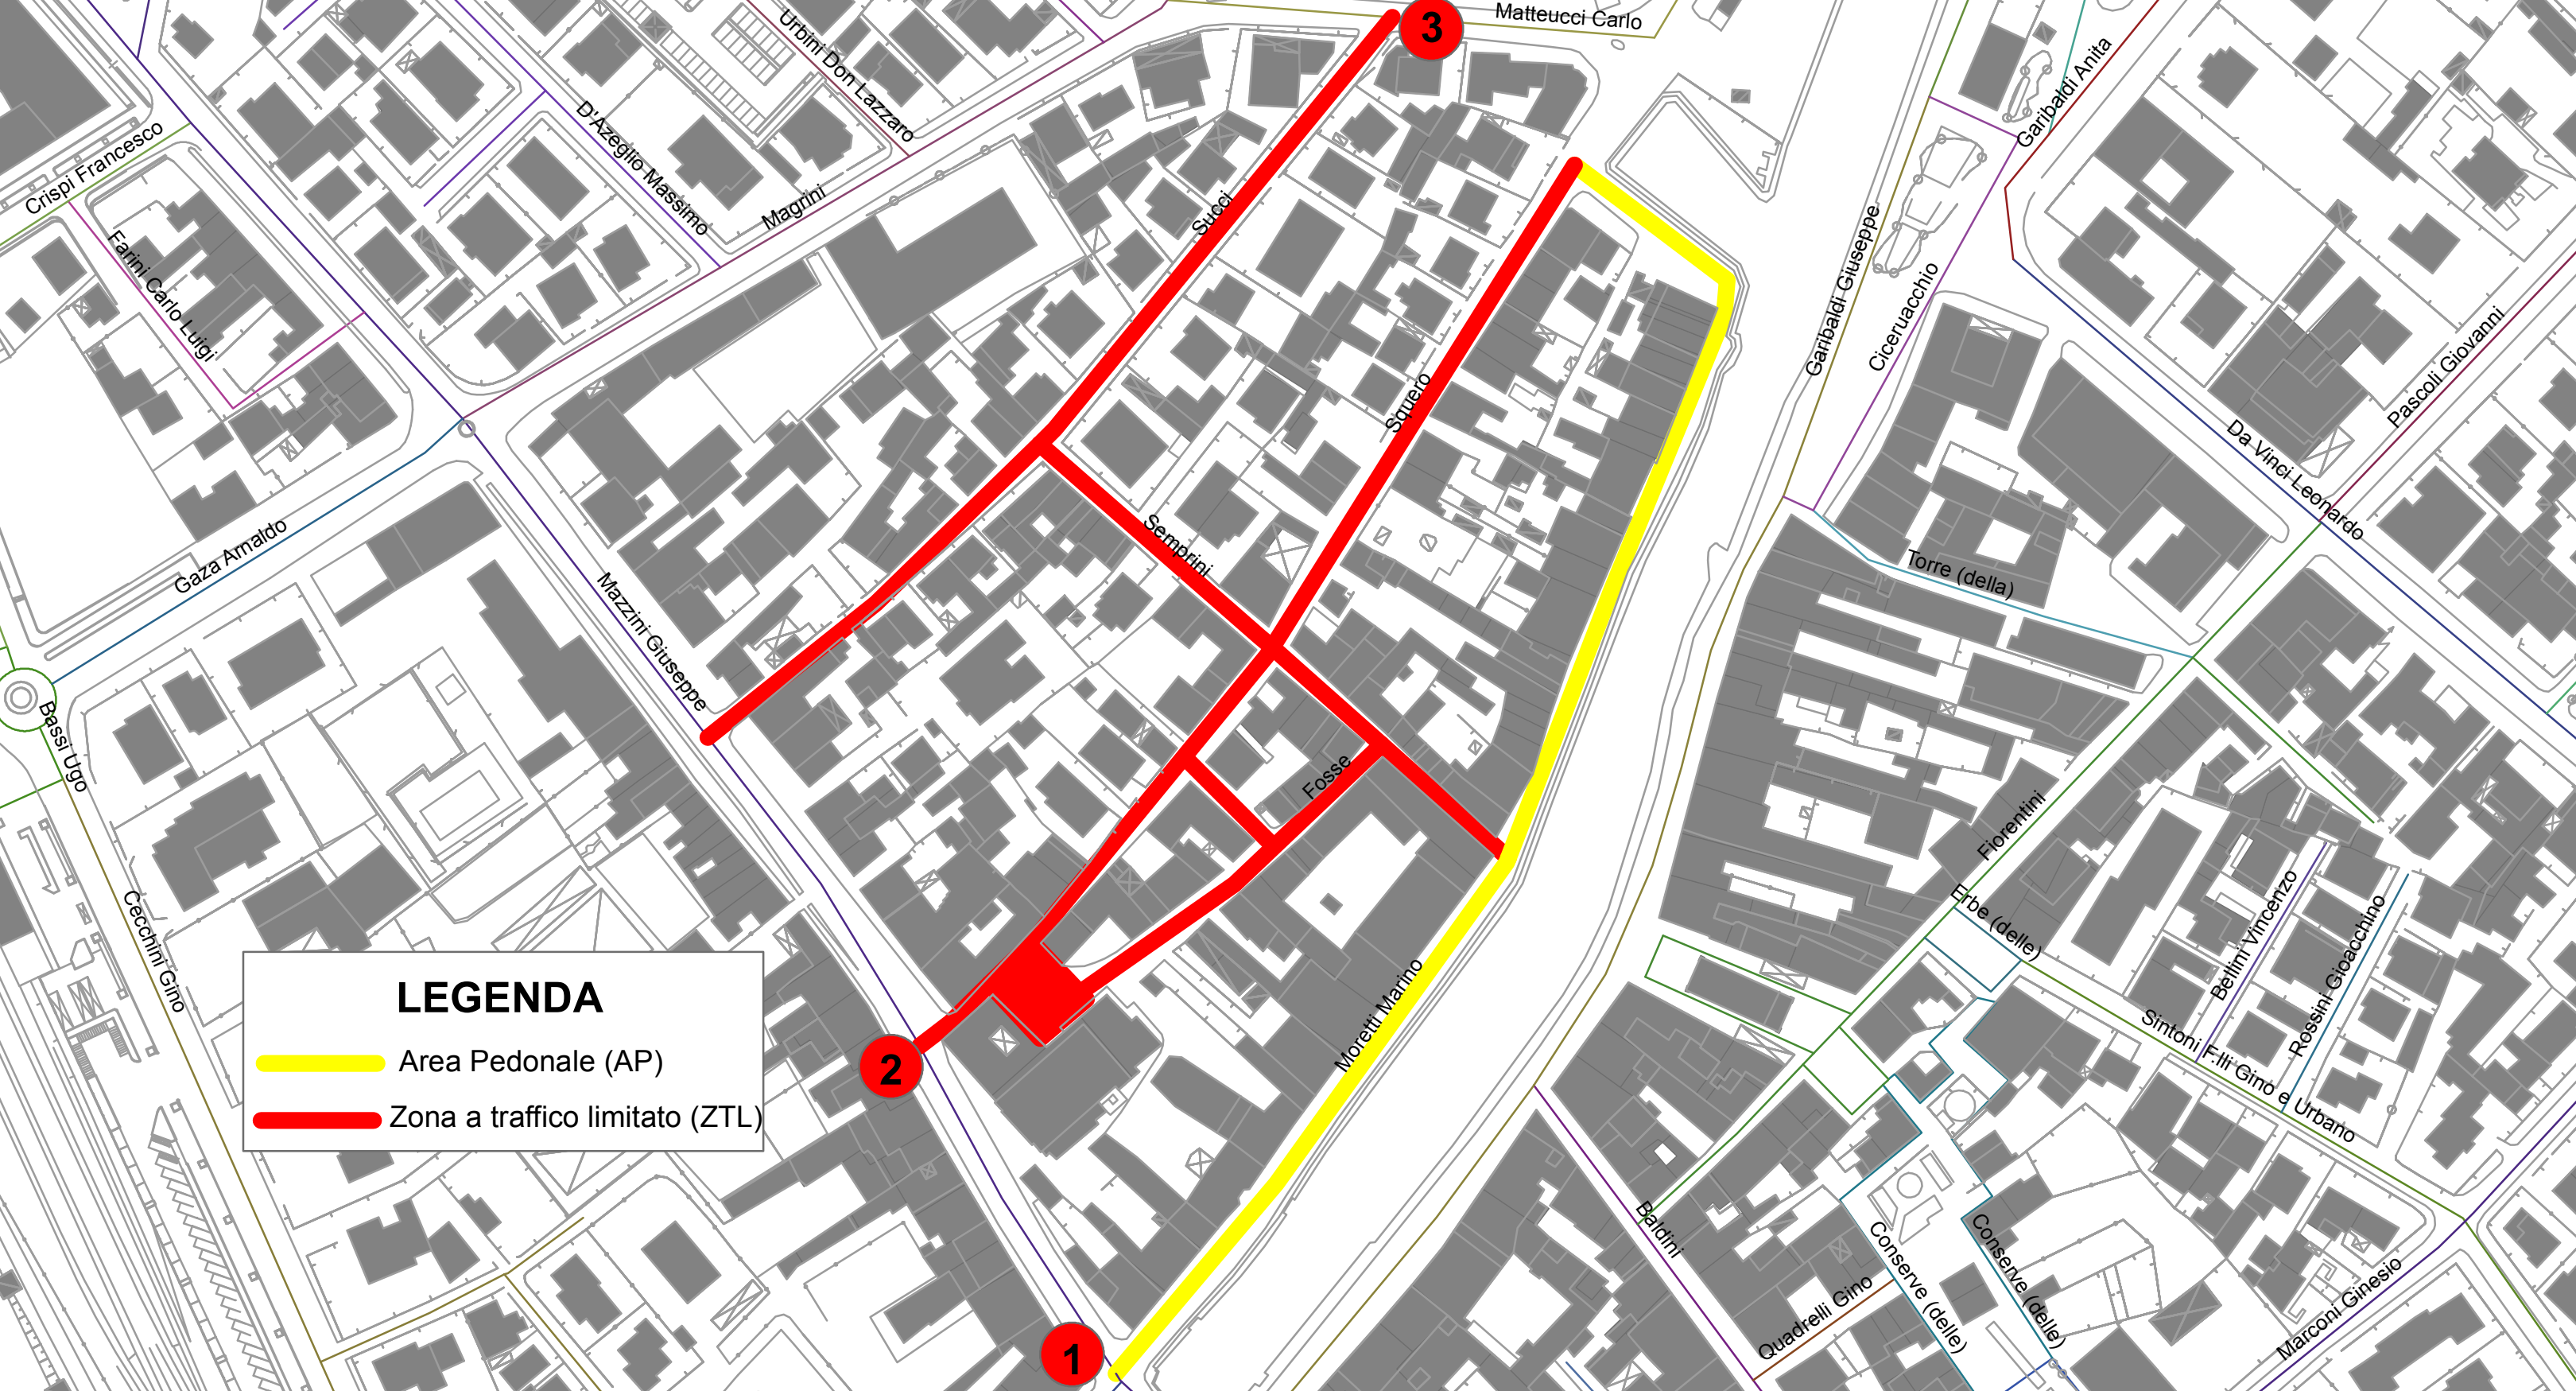 3
Matteucci Carlo
Urbini Don Lazzaro
Garibaldi Anita
D'Azeglio Massimo
Crispi Francesco
Magrini
Succi
Farini Carlo Luigi
Garibaldi Giuseppe
Ciceruacchio
Pascoli Giovanni
Squero
Da Vinci Leonardo
Gaza Arnaldo
Semprini
Torre (della)
Mazzini Giuseppe
Bassi Ugo
Fosse
Fiorentini
Erbe (delle)
Bellini Vincenzo
Rossini Gioacchino
Cecchini Gino
Moretti Marino
Sintoni F.lli Gino e Urbano
2
LEGENDA
Area Pedonale (AP)
Zona a traffico limitato (ZTL)
Baldini
Conserve (delle)
Conserve (delle)
Quadrelli Gino
Marconi Ginesio
1